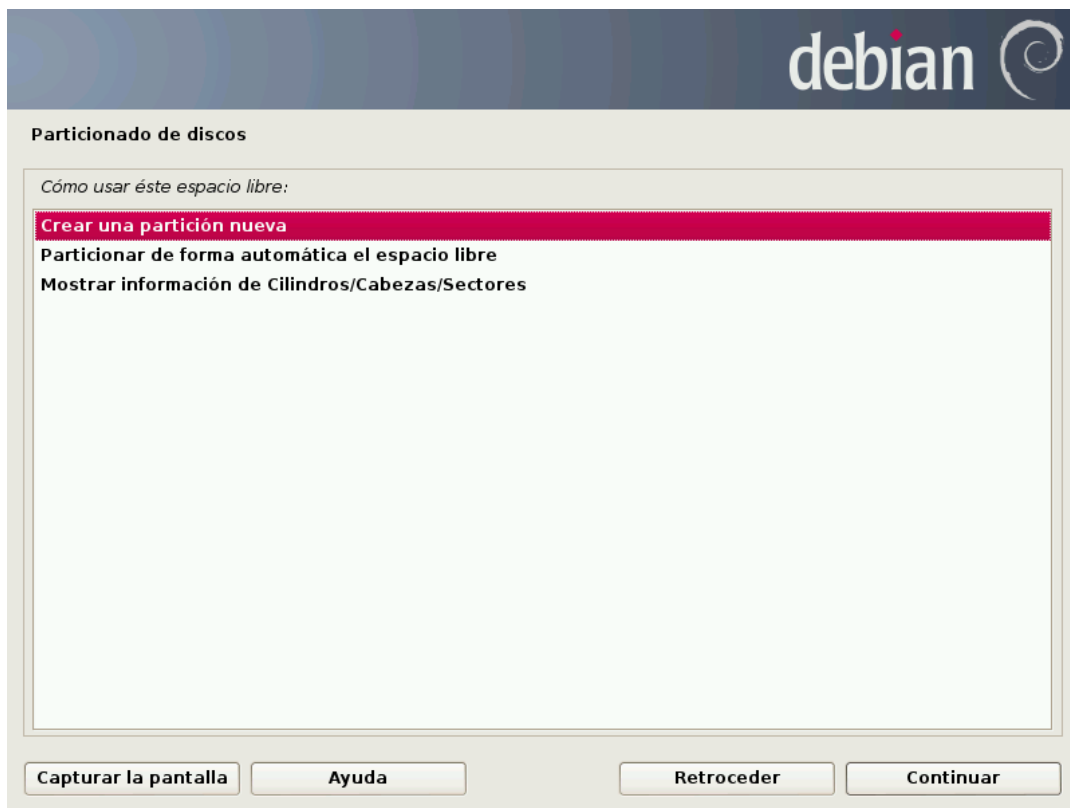 debian
Particionado de discos
Cómo usar éste espacio libre:
Crear una partición nueva
Particionar de forma automática el espacio libre
Mostrar información de Cilindros/Cabezas/Sectores
Capturar la pantalla
Ayuda
Retroceder
Continuar